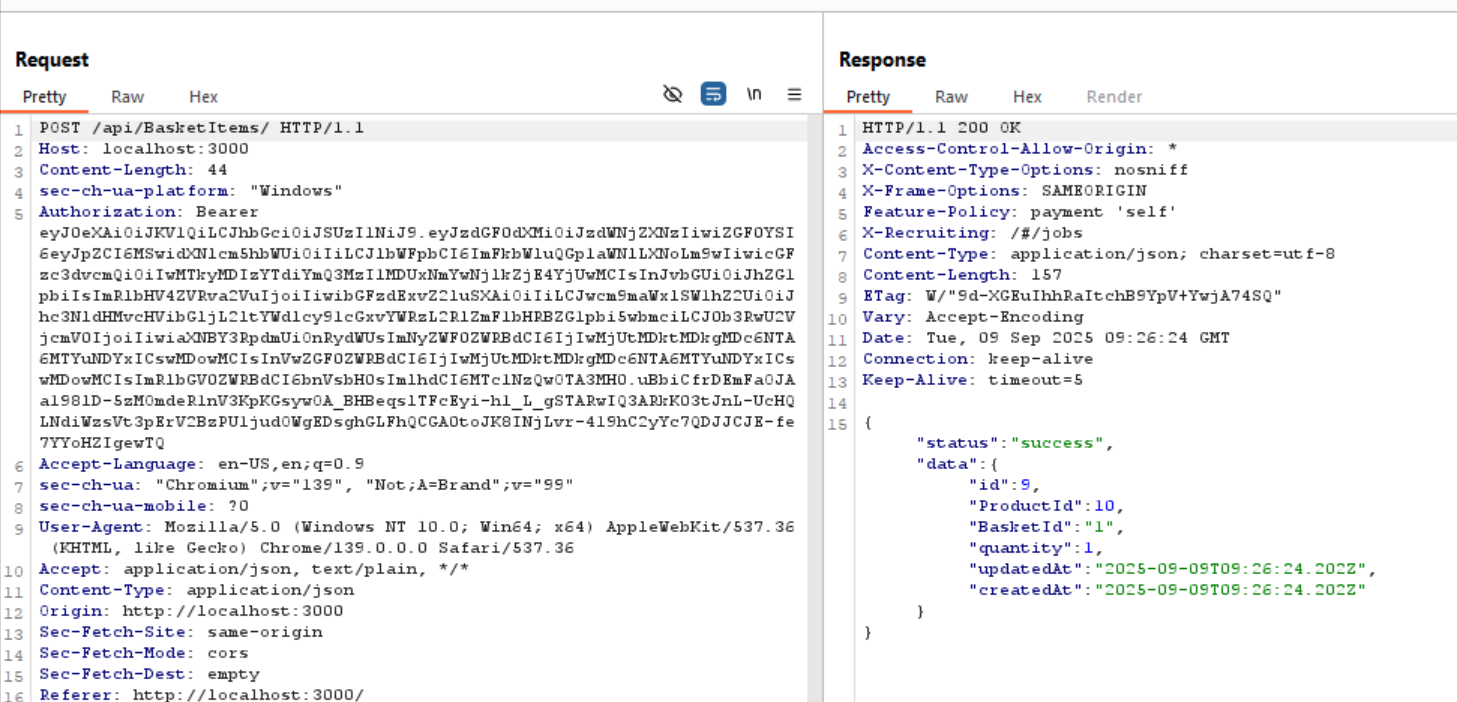 Request
Pretty Raw Hex \n
1 POST /api/BasketItems/ HTTP/1.1
2 Host: localhost:3000
3 Content-Length: 44
4 sec-ch-ua-platform: "Windows"
5 Authorization: Bearer
6 Accept-Language: en-US,en;q=0.9
7 sec-ch-ua: "Chromium";v="139", "Not;A=Brand";v="99"
8 sec-ch-ua-mobile: ?0
9 User-Agent: Mozilla/5.0 (Windows NT 10.0; Win64; x64) AppleWebKit/537.36
(KHTML, like Gecko) Chrome/139.0.0.0 Safari/537.36
10 Accept: application/json, text/plain, */*
11 Content-Type: application/json
12 Origin: http://localhost:3000
13 Sec-Fetch-Site: same-origin
14 Sec-Fetch-Mode: cors
15 Sec-Fetch-Dest: empty
16 Referer: http://localhost:3000/
Response
Pretty Raw Hex Render
1 HTTP/1.1 200 OK
2 Access-Control-Allow-Origin: *
3 X-Content-Type-Options: nosniff
4 X-Frame-Options: SAMEORIGIN
5 Feature-Policy: payment 'self'
6 X-Recruiting: /#/jobs
7 Content-Type: application/json; charset=utf-8
8 Content-Length: 157
9 ETag: W/"9d-XGEuIhhRaItchB9YpV+YwjA74SQ"
10 Vary: Accept-Encoding
11 Date: Tue, 09 Sep 2025 09:26:24 GMT
12 Connection: keep-alive
13 Keep-Alive: timeout=5
14
15 {
"status":"success",
"data":{
"id":9,
"ProductId":10,
"BasketId":"1",
"quantity":1,
"updatedAt":"2025-09-09T09:26:24.202Z",
"createdAt":"2025-09-09T09:26:24.202Z"
}
}